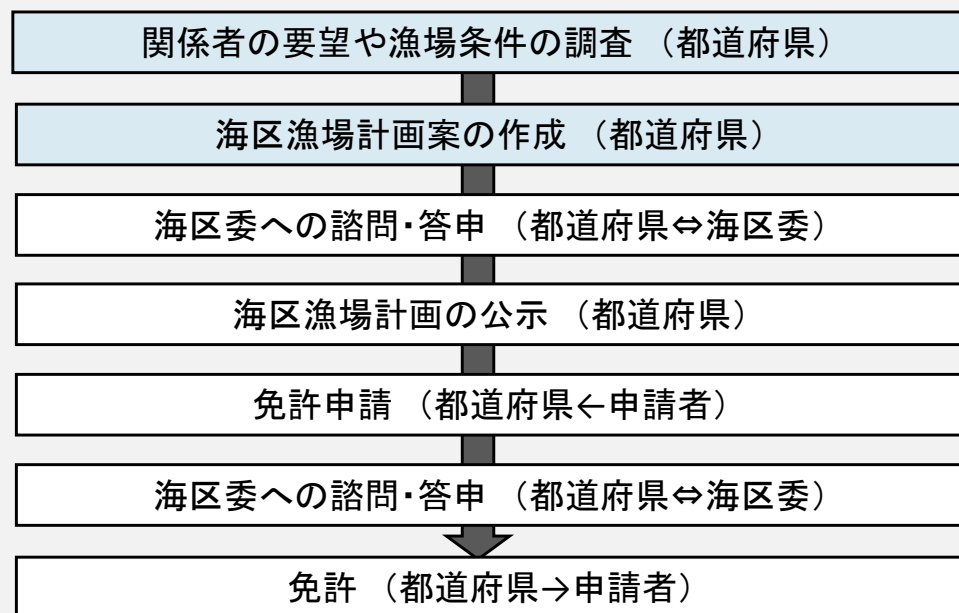 関係者の要望や漁場条件の調査 （都道府県）
海区漁場計画案の作成 （都道府県）
海区委への諮問・答申 （都道府県⇔海区委）
海区漁場計画の公示 （都道府県）
免許申請 （都道府県←申請者）
海区委への諮問・答申 （都道府県⇔海区委）
免許 （都道府県→申請者）